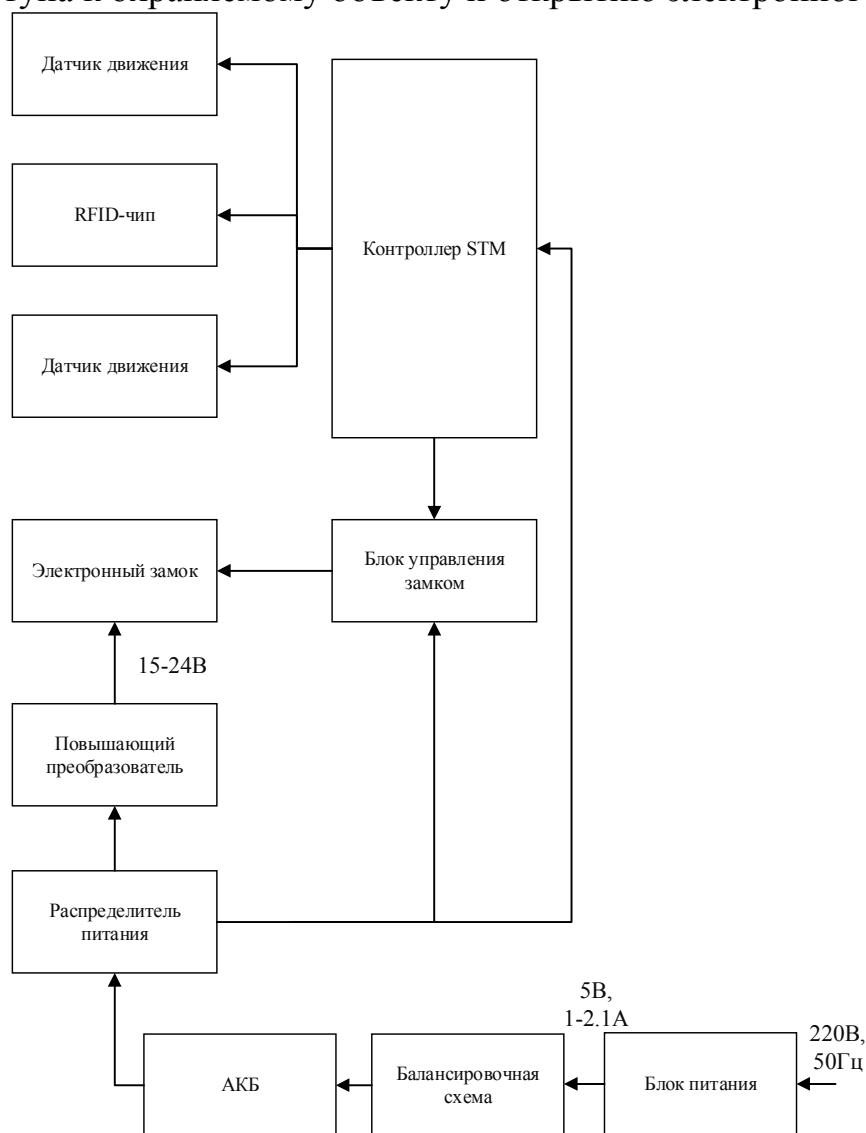 Датчик движения
RFID-чип
Контроллер STM
Датчик движения
Электронный замок
Блок управления
замком
15-24В
Повышающий
преобразователь
Распределитель
питания
5В,
1-2.1А
220В,
50Гц
АКБ
Балансировочная
схема
Блок питания